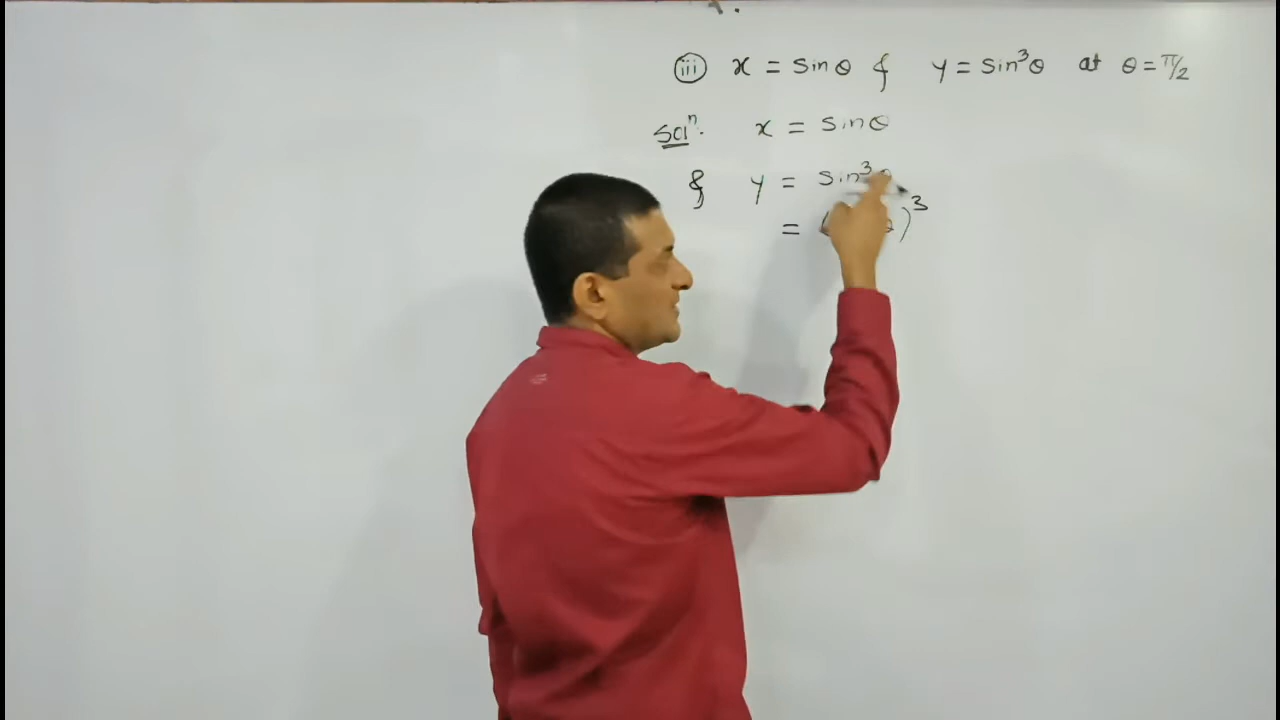 (iii) x = sinθ & y = sin³θ at θ = π/2
Solⁿ. x = sinθ
& y = sin³θ
= ( )³